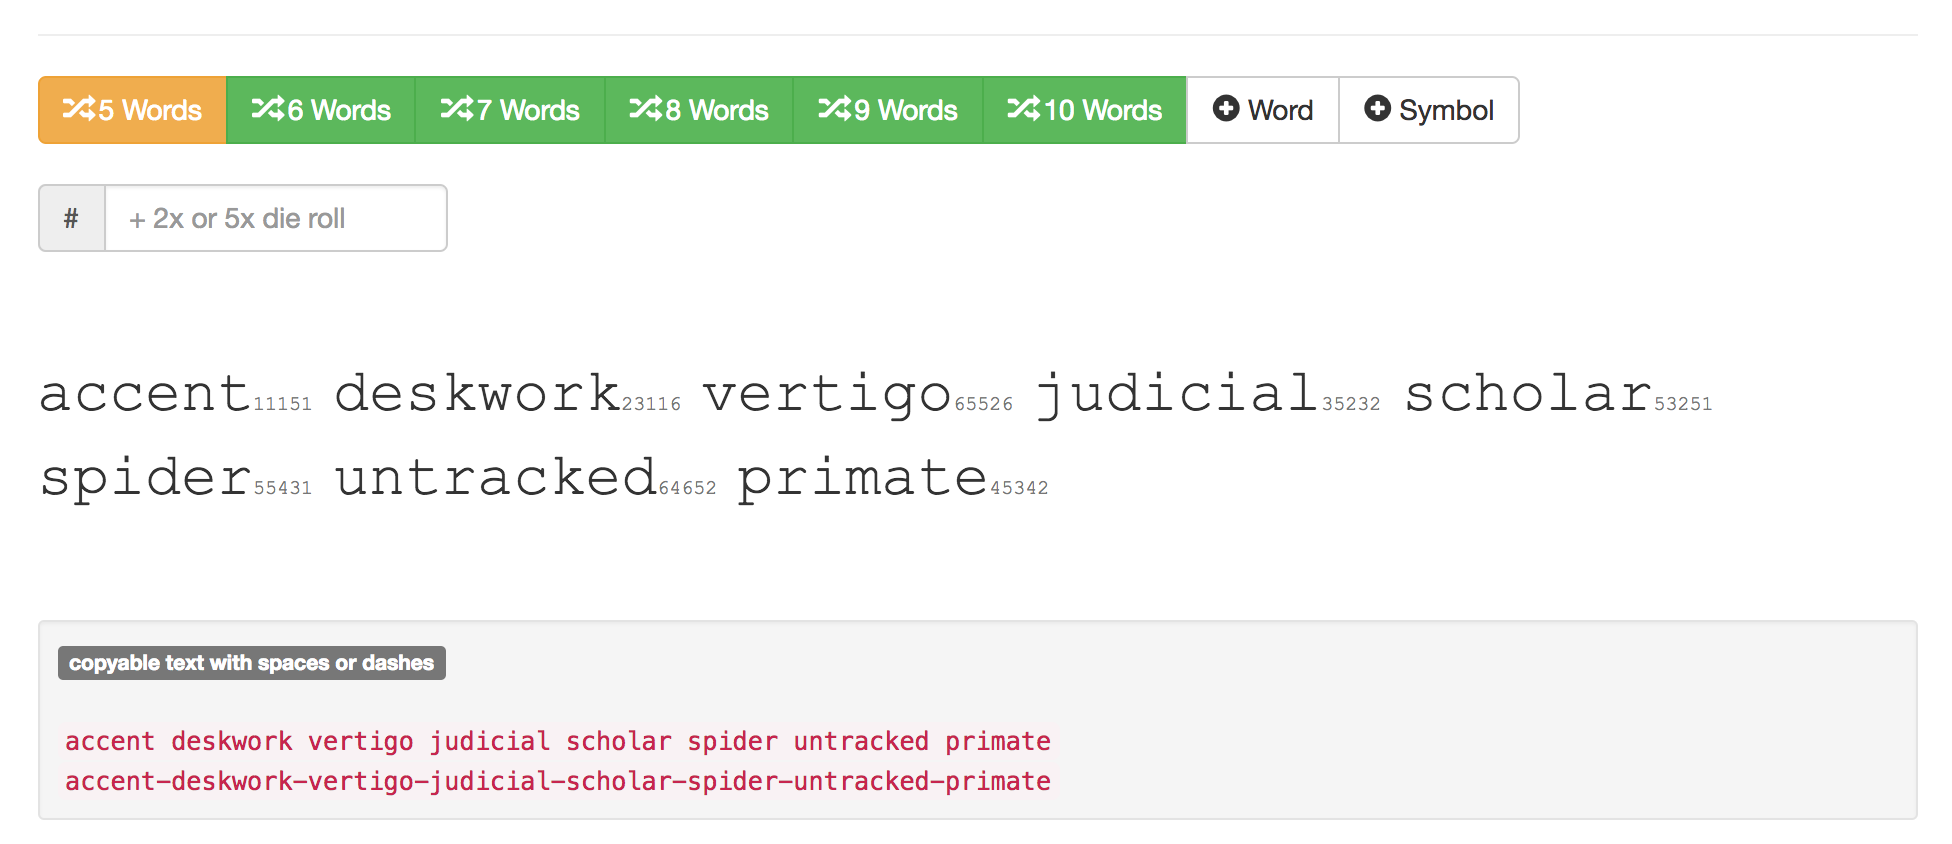 5 Words 6 Words 7 Words 8 Words 9 Words 10 Words Word Symbol
# + 2x or 5x die roll
accent11151 deskwork23116 vertigo65526 judicial35232 scholar53251
spider55431 untracked64652 primate45342
copyable text with spaces or dashes
accent deskwork vertigo judicial scholar spider untracked primate
accent-deskwork-vertigo-judicial-scholar-spider-untracked-primate